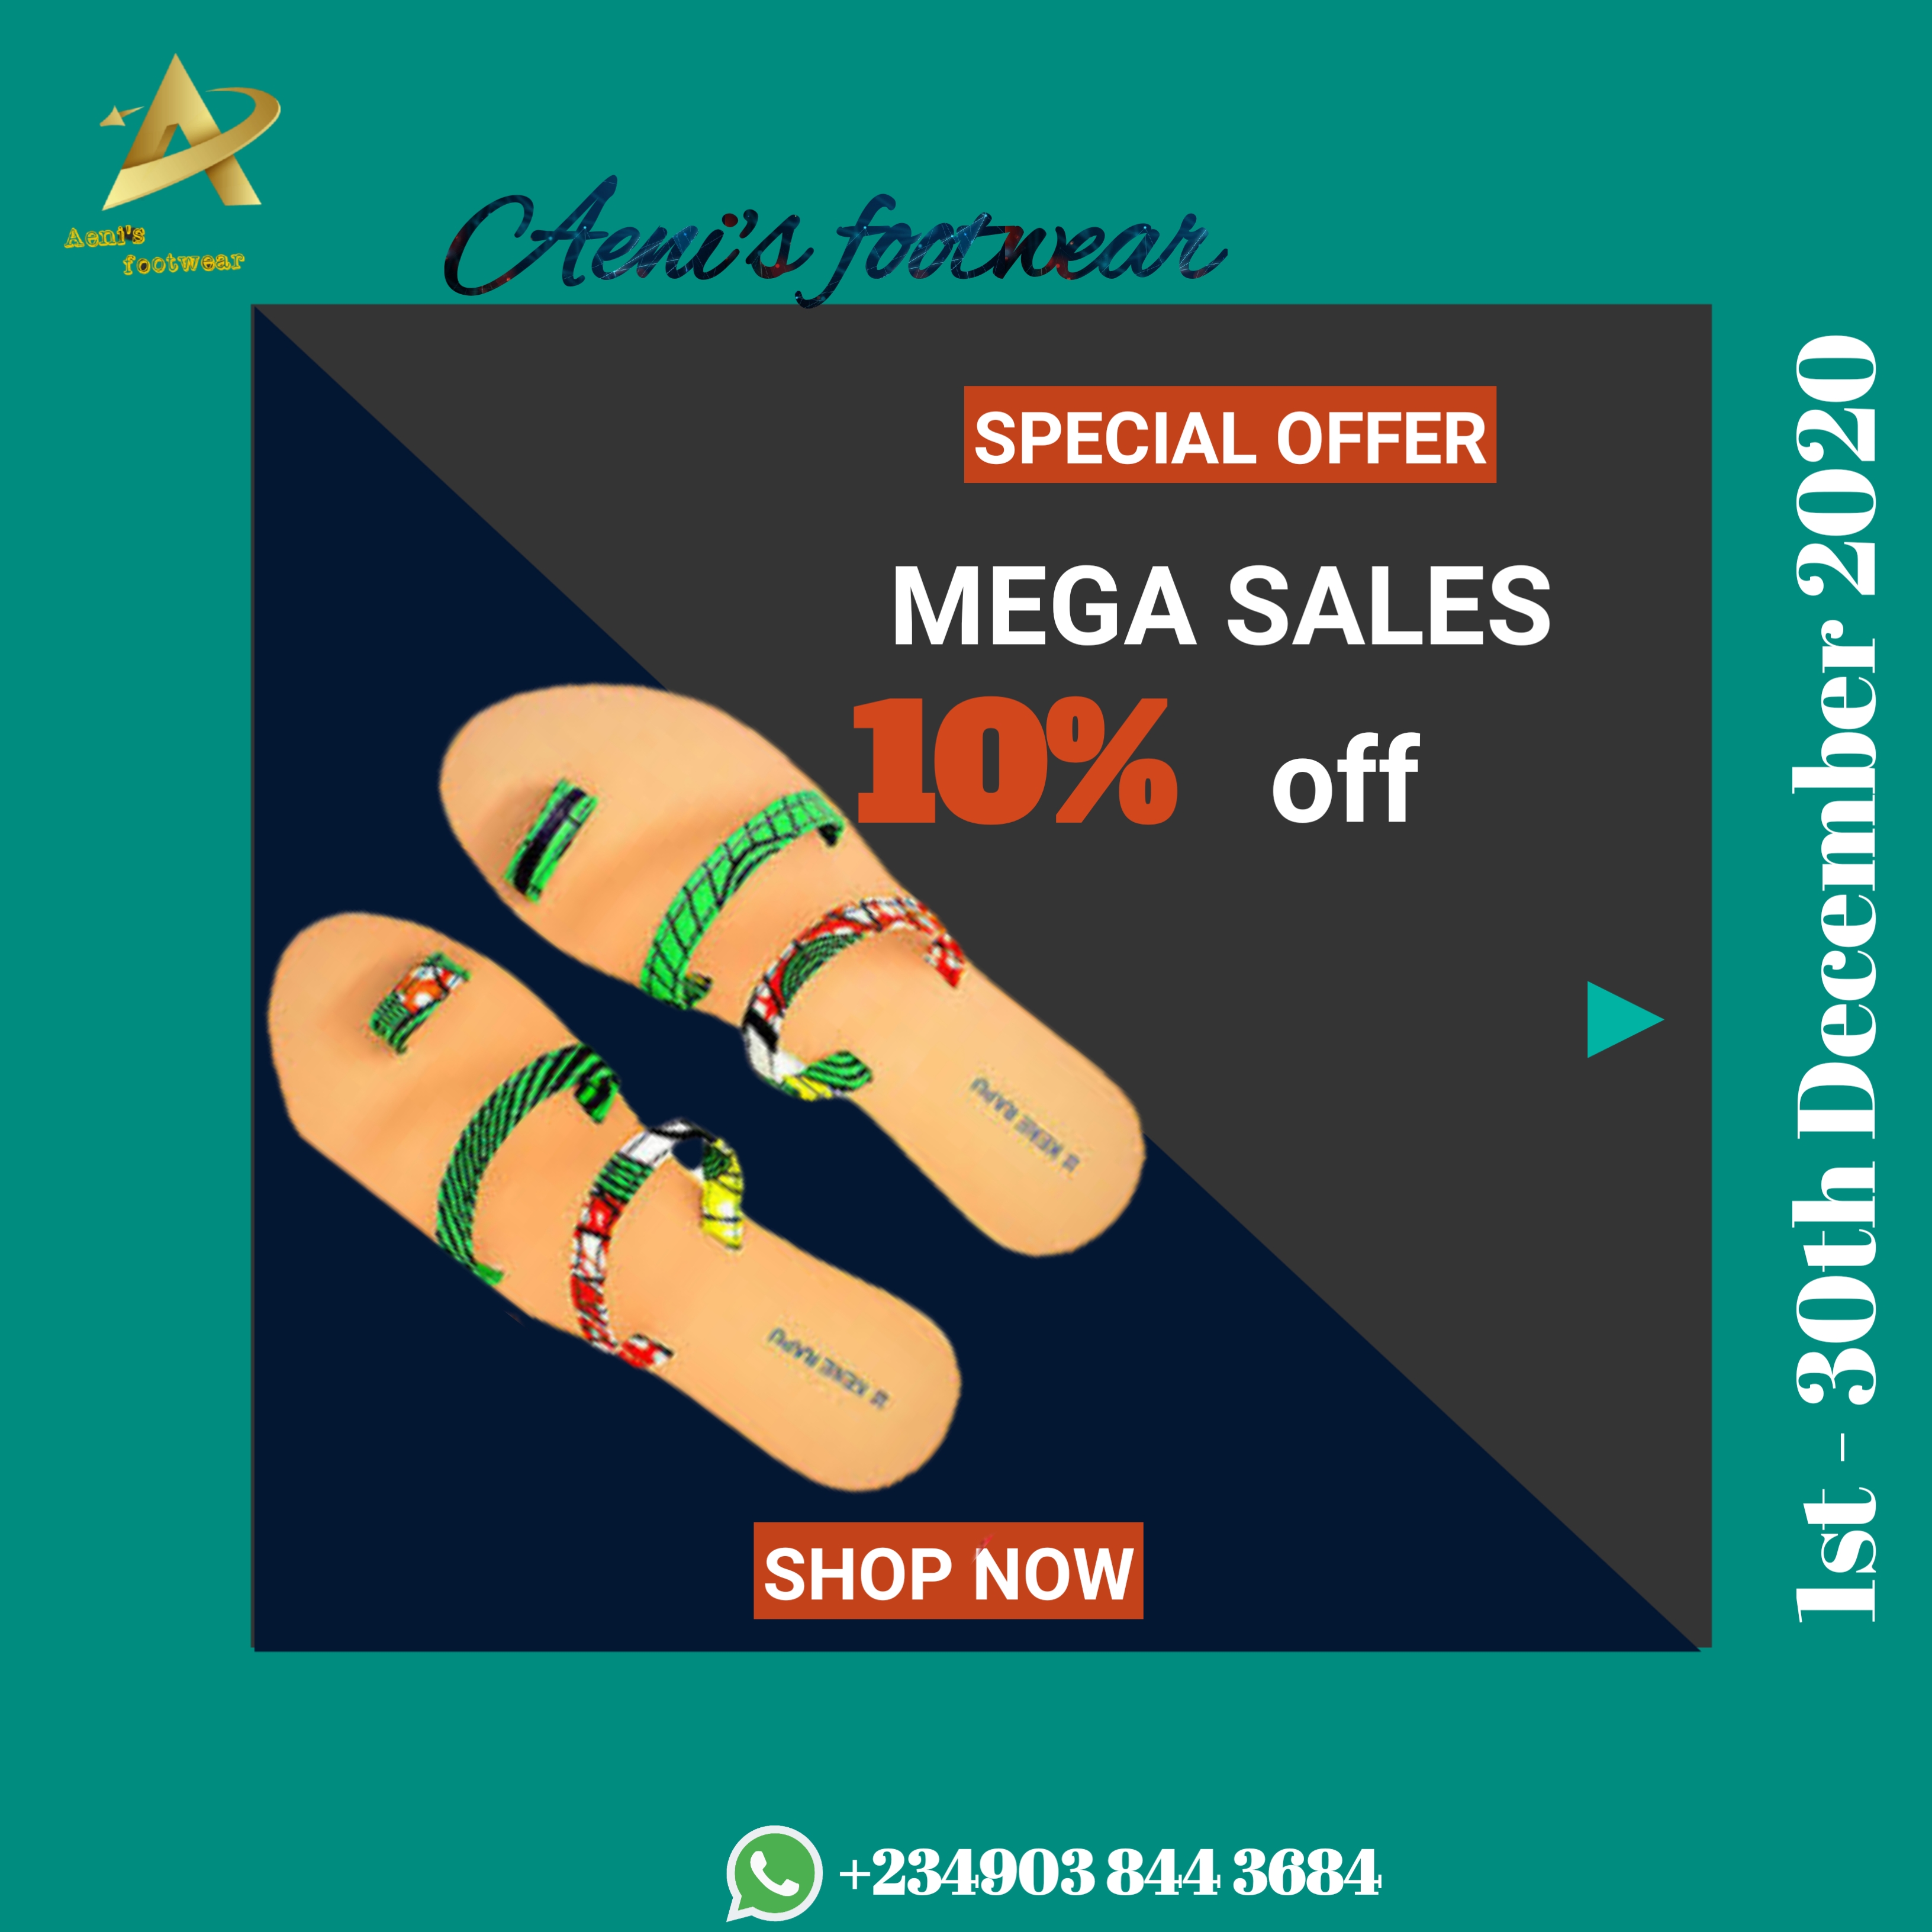 Aeni's
footwear
Aeni's footwear
SPECIAL OFFER
MEGA SALES
10% off
SHOP NOW
1st - 30th December 2020
+234903 844 3684